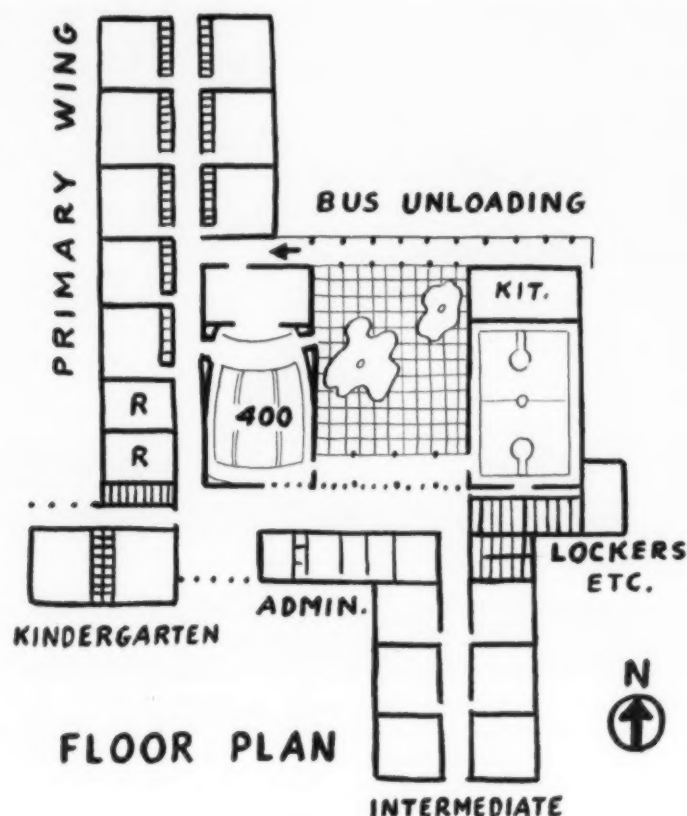 PRIMARY WING
BUS UNLOADING
KIT.
400
R
R
LOCKERS
ETC.
ADMIN.
KINDERGARTEN
N
FLOOR PLAN
INTERMEDIATE